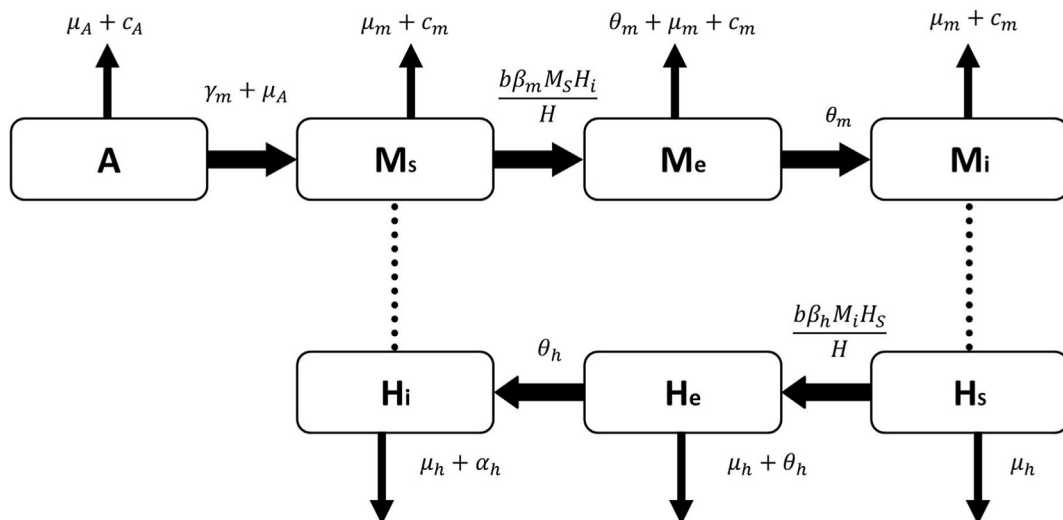 μ_A + c_A
μ_m + c_m
θ_m + μ_m + c_m
μ_m + c_m
γ_m + μ_A
bβ_m M_S H_i
H
θ_m
A
M_s
M_e
M_i
bβ_h M_i H_S
H
θ_h
H_i
H_e
H_s
μ_h + α_h
μ_h + θ_h
μ_h